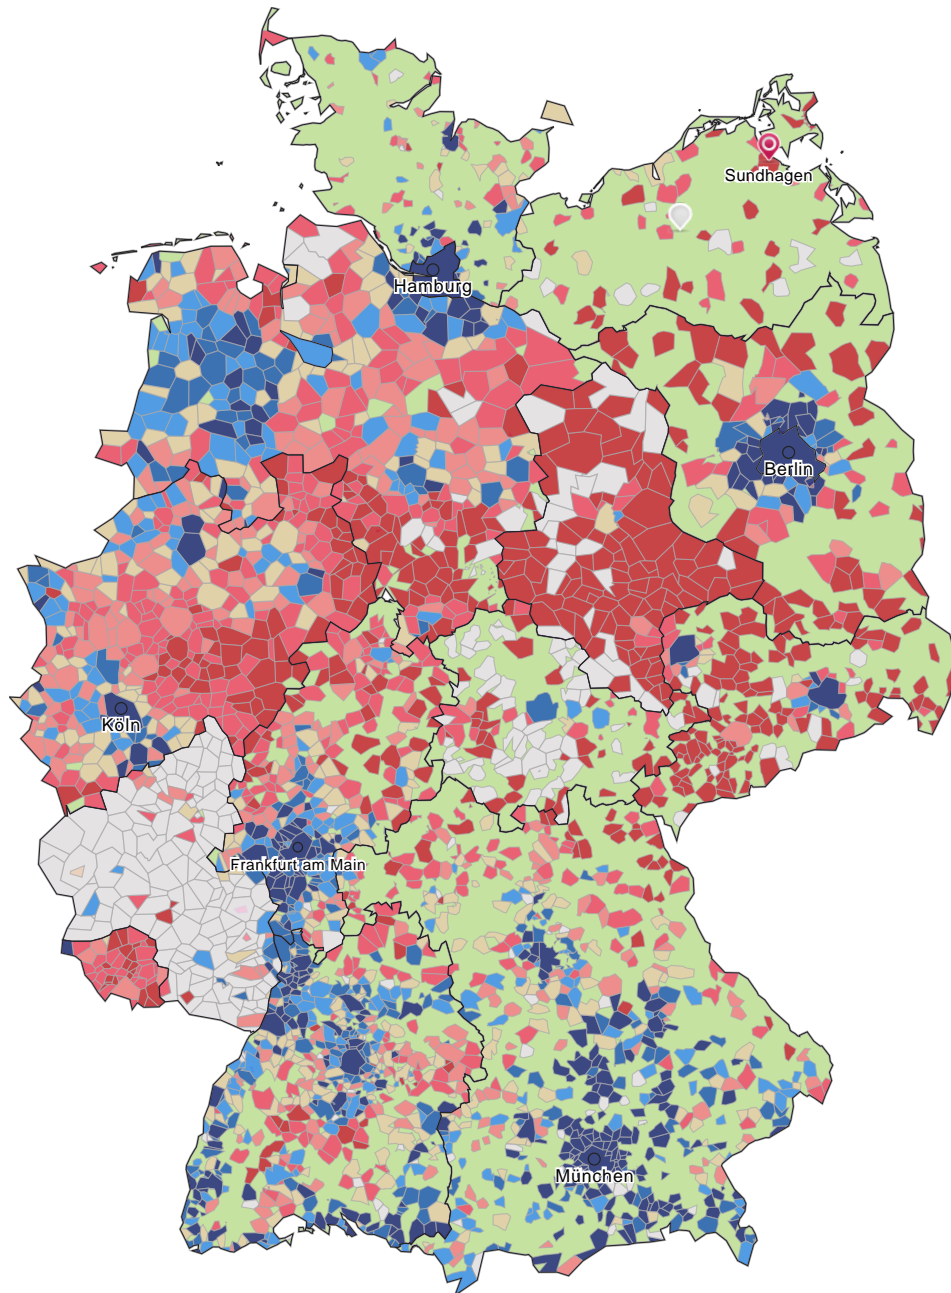 Sundhagen
Hamburg
Berlin
Köln
Frankfurt am Main
München